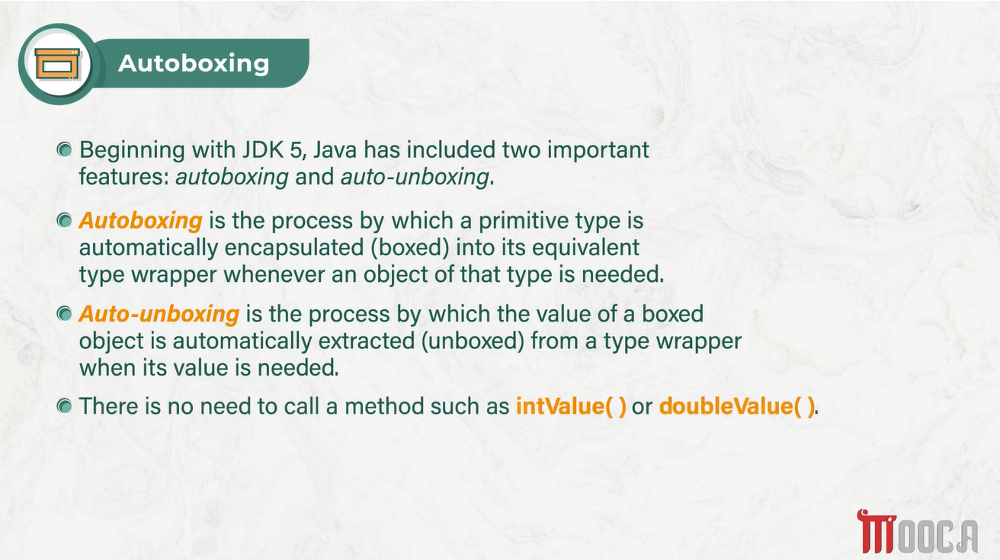 Autoboxing
Beginning with JDK 5, Java has included two important
features: autoboxing and auto-unboxing.
Autoboxing is the process by which a primitive type is
automatically encapsulated (boxed) into its equivalent
type wrapper whenever an object of that type is needed.
Auto-unboxing is the process by which the value of a boxed
object is automatically extracted (unboxed) from a type wrapper
when its value is needed.
There is no need to call a method such as intValue( ) or doubleValue( ).
MOOCA